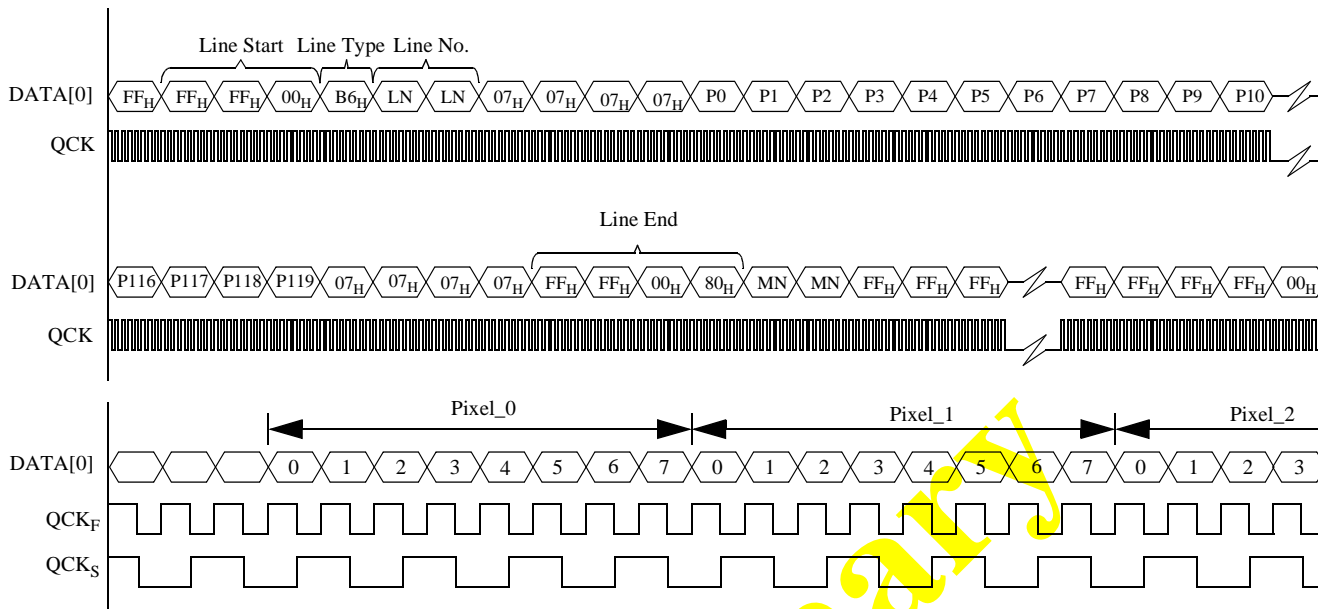 Line Start Line Type Line No.
DATA[0] FFH FFH FFH 00H B6H LN LN 07H 07H 07H 07H P0 P1 P2 P3 P4 P5 P6 P7 P8 P9 P10
QCK
Line End
DATA[0] P116 P117 P118 P119 07H 07H 07H 07H FFH FFH 00H 80H MN MN FFH FFH FFH FFH FFH FFH FFH 00H
QCK
Pixel_0 Pixel_1 Pixel_2
DATA[0] 0 1 2 3 4 5 6 7 0 1 2 3 4 5 6 7 0 1 2 3
QCKF
QCKS
ary